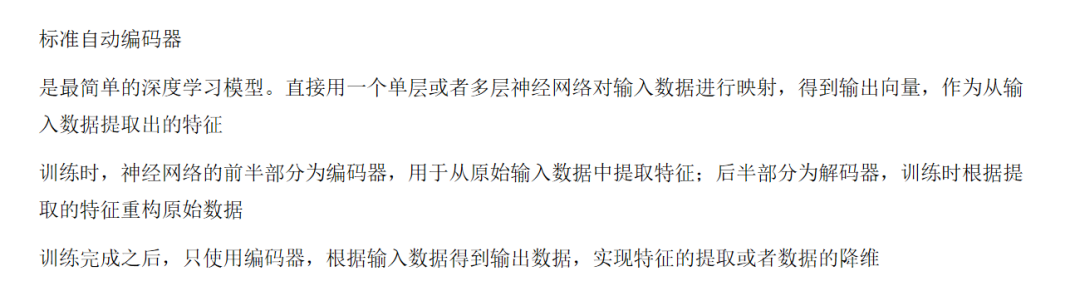 标准自动编码器
是最简单的深度学习模型。直接用一个单层或者多层神经网络对输入数据进行映射，得到输出向量，作为从输
入数据提取出的特征
训练时，神经网络的前半部分为编码器，用于从原始输入数据中提取特征；后半部分为解码器，训练时根据提
取的特征重构原始数据
训练完成之后，只使用编码器，根据输入数据得到输出数据，实现特征的提取或者数据的降维